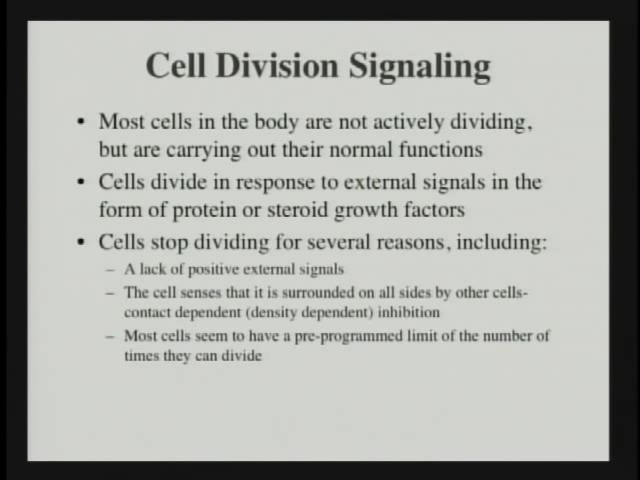 Cell Division Signaling
• Most cells in the body are not actively dividing,
but are carrying out their normal functions
• Cells divide in response to external signals in the
form of protein or steroid growth factors
• Cells stop dividing for several reasons, including:
– A lack of positive external signals
– The cell senses that it is surrounded on all sides by other cells-
contact dependent (density dependent) inhibition
– Most cells seem to have a pre-programmed limit of the number of
times they can divide